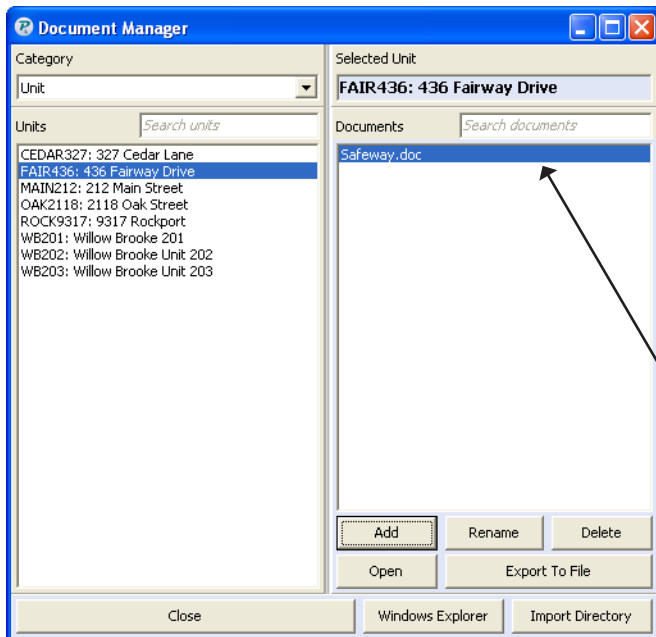 Document Manager
Category
Unit
Units Search units
CEDAR327: 327 Cedar Lane
FAIR436: 436 Fairway Drive
MAIN212: 212 Main Street
OAK2118: 2118 Oak Street
ROCK9317: 9317 Rockport
WB201: Willow Brooke 201
WB202: Willow Brooke Unit 202
WB203: Willow Brooke Unit 203
Selected Unit
FAIR436: 436 Fairway Drive
Documents Search documents
Safeway.doc
Add Rename Delete
Open Export To File
Close Windows Explorer Import Directory